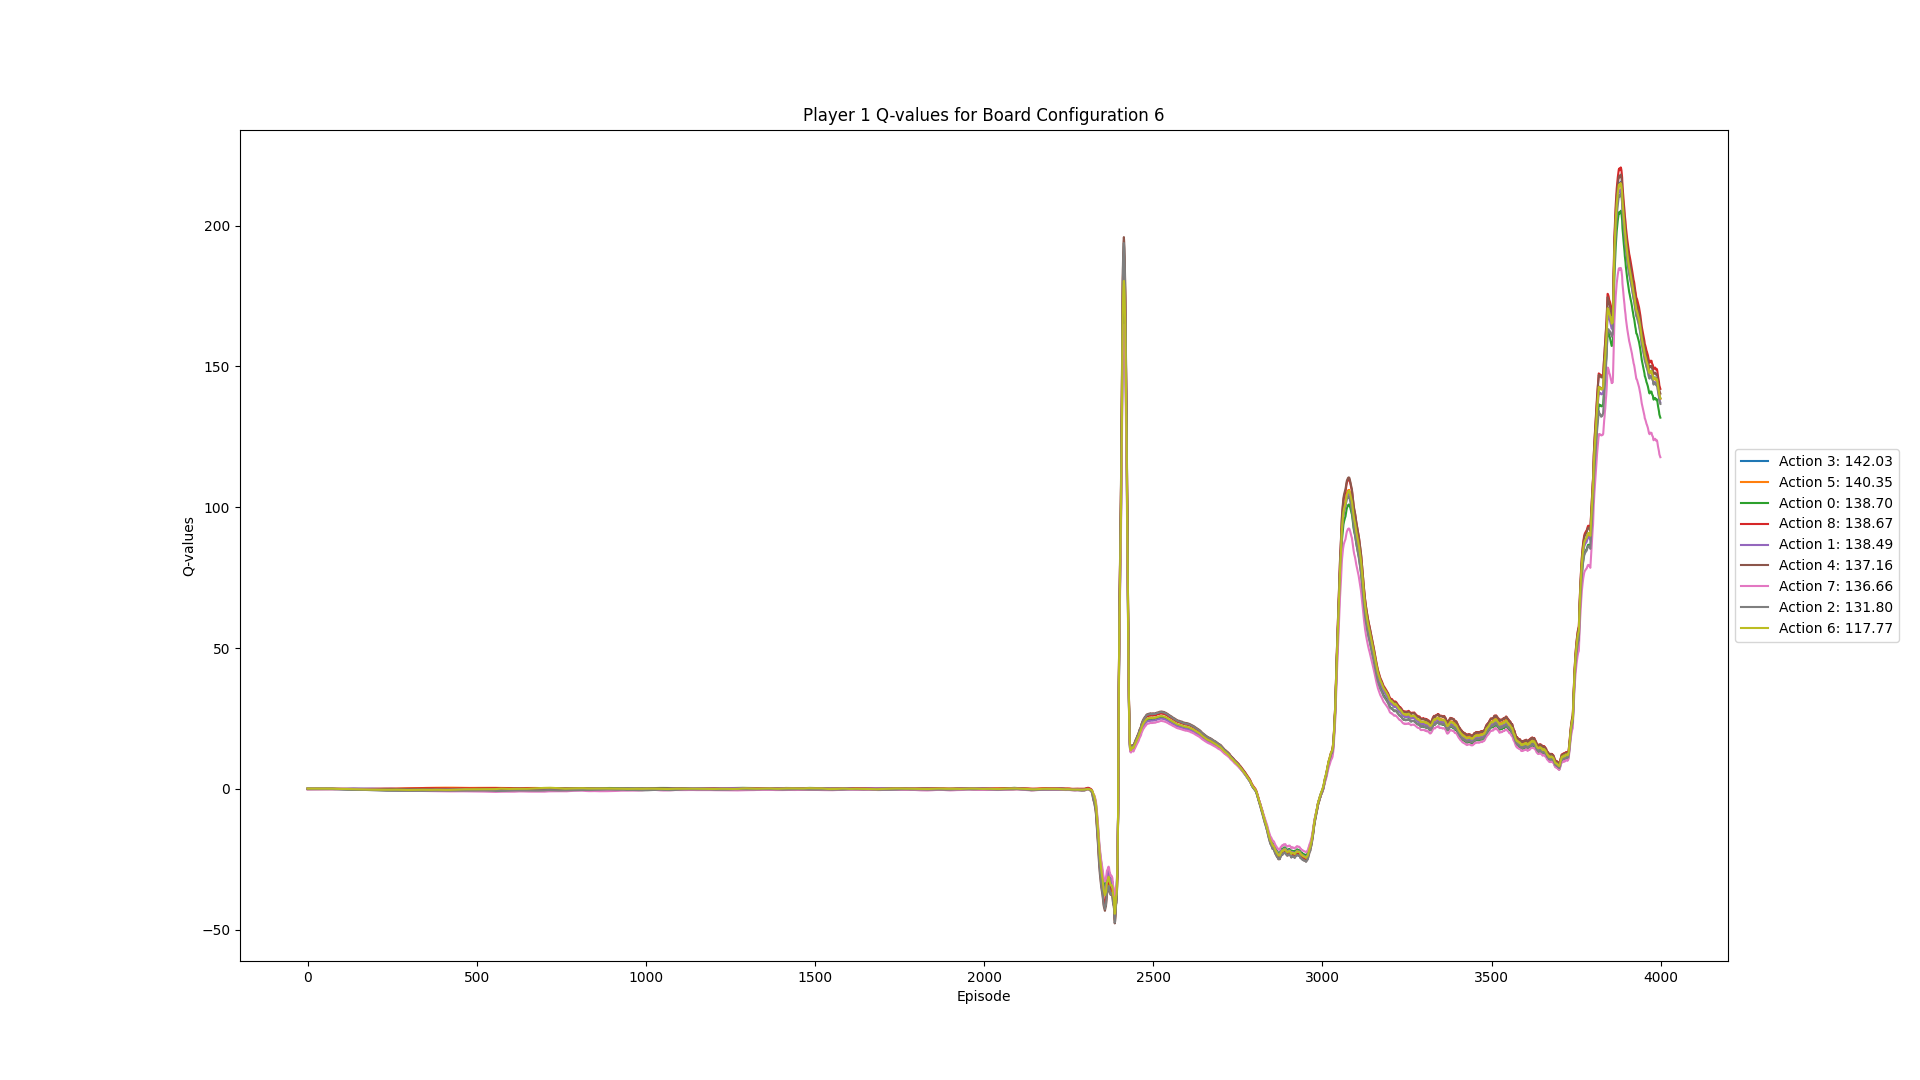 Player 1 Q-values for Board Configuration 6
200
150
100
50
0
−50
Q-values
0 500 1000 1500 2000 2500 3000 3500 4000
Episode
Action 3: 142.03
Action 5: 140.35
Action 0: 138.70
Action 8: 138.67
Action 1: 138.49
Action 4: 137.16
Action 7: 136.66
Action 2: 131.80
Action 6: 117.77